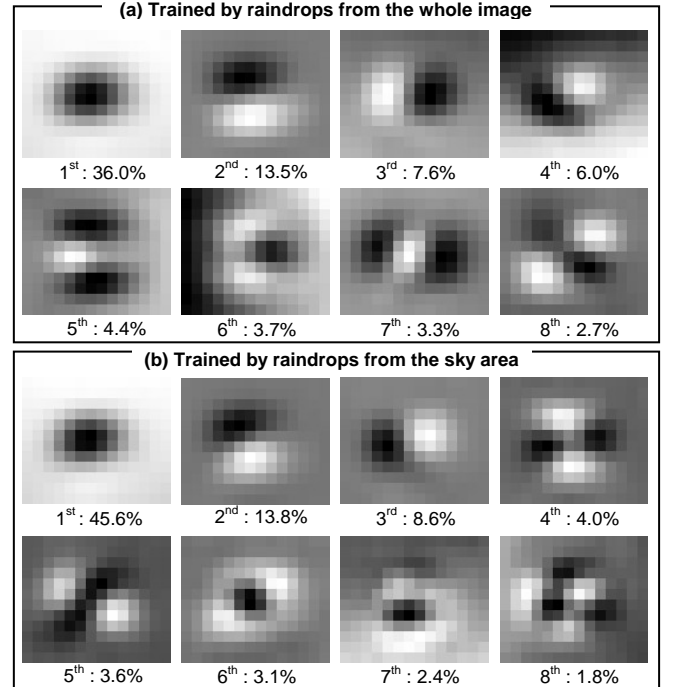 (a) Trained by raindrops from the whole image
1st : 36.0% 2nd : 13.5% 3rd : 7.6% 4th : 6.0%
5th : 4.4% 6th : 3.7% 7th : 3.3% 8th : 2.7%
(b) Trained by raindrops from the sky area
1st : 45.6% 2nd : 13.8% 3rd : 8.6% 4th : 4.0%
5th : 3.6% 6th : 3.1% 7th : 2.4% 8th : 1.8%